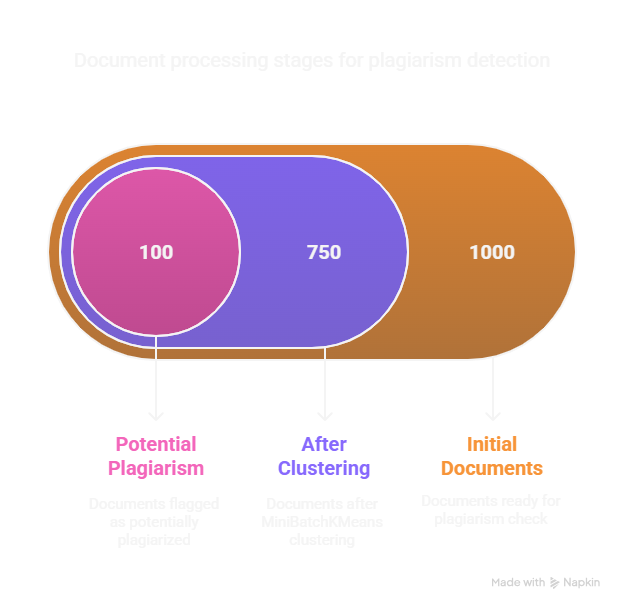 Document processing stages for plagiarism detection
100
750
1000
Potential
Plagiarism
After
Clustering
Initial
Documents
Documents flagged
as potentially
plagiarized
Documents after
MiniBatchKMeans
clustering
Documents ready for
plagiarism check
Made with Napkin